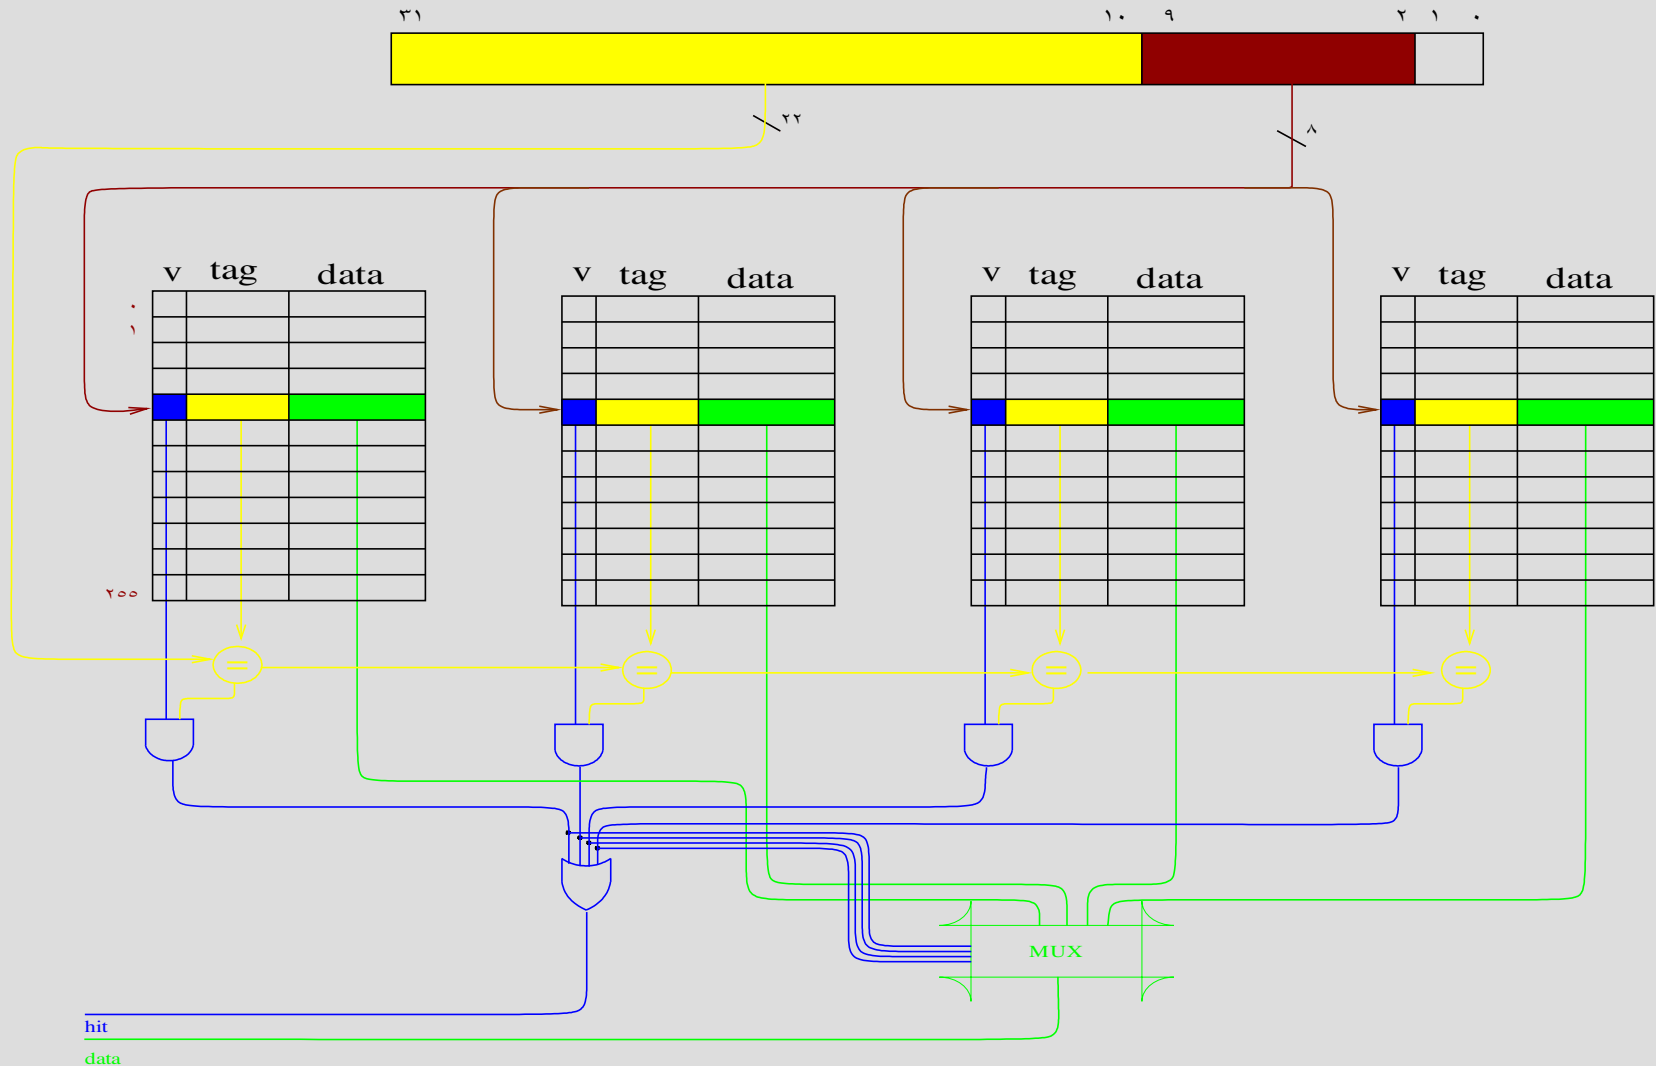 ٣١ ١٠ ٩ ٢ ١ ٠
٢٢
٨
v tag data
v tag data
v tag data
v tag data
٠
١
٢٥٥
=
=
=
=
MUX
hit
data